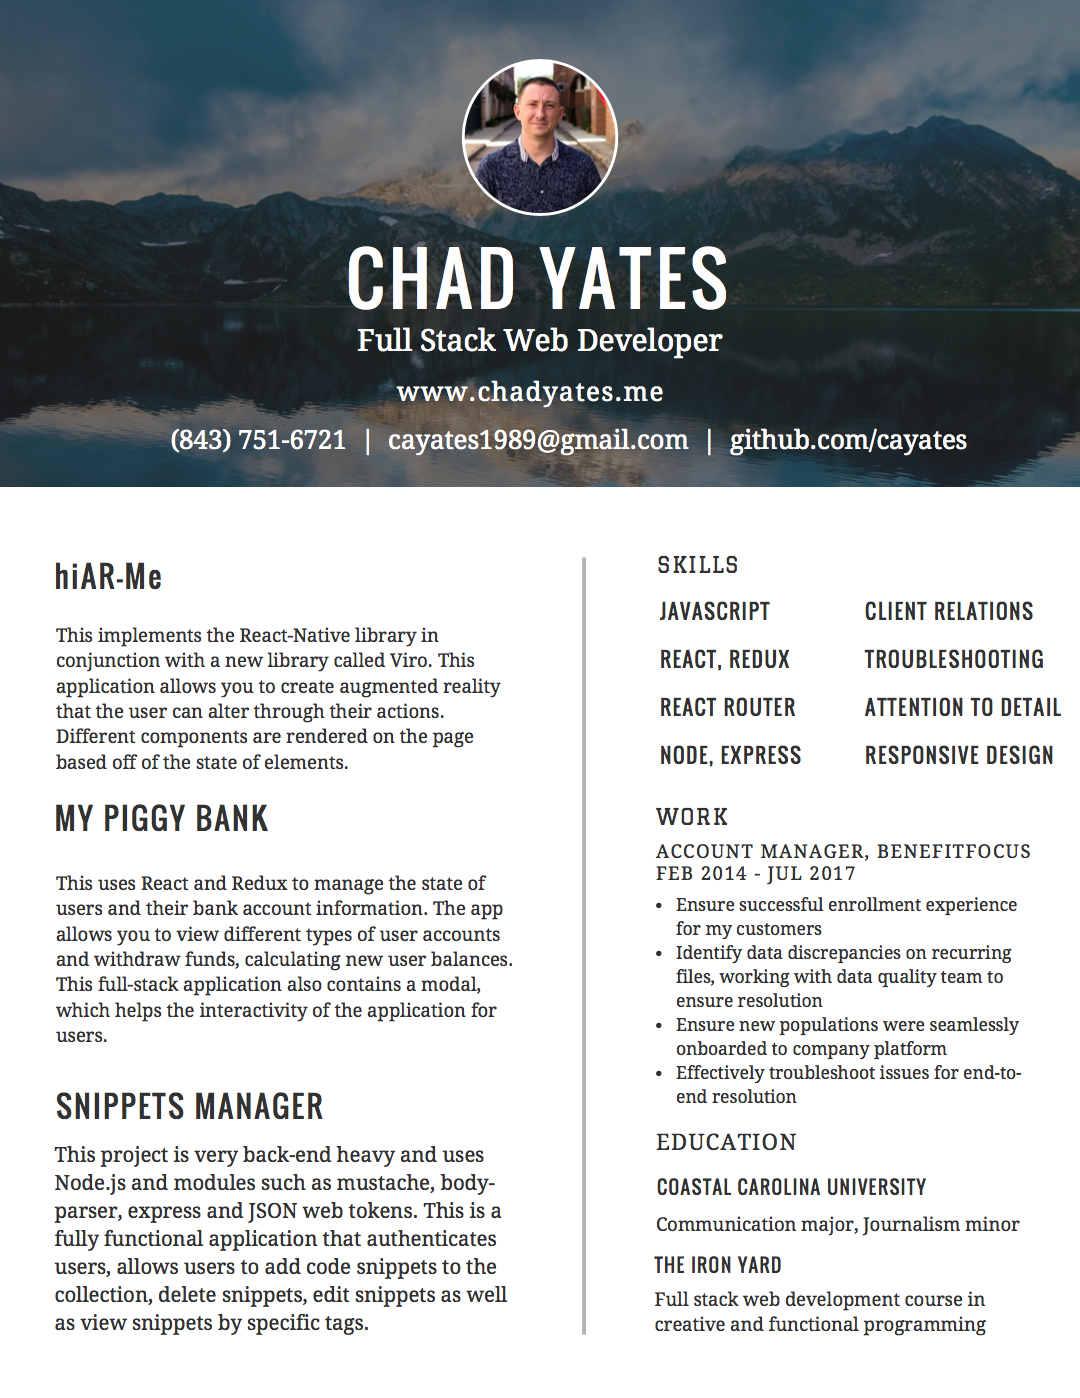 CHAD YATES
Full Stack Web Developer
www.chadyates.me
(843) 751-6721 | cayates1989@gmail.com | github.com/cayates
hiAR-Me
This implements the React-Native library in
conjunction with a new library called Viro. This
application allows you to create augmented reality
that the user can alter through their actions.
Different components are rendered on the page
based off of the state of elements.
MY PIGGY BANK
This uses React and Redux to manage the state of
users and their bank account information. The app
allows you to view different types of user accounts
and withdraw funds, calculating new user balances.
This full-stack application also contains a modal,
which helps the interactivity of the application for
users.
SNIPPETS MANAGER
This project is very back-end heavy and uses
Node.js and modules such as mustache, body-
parser, express and JSON web tokens. This is a
fully functional application that authenticates
users, allows users to add code snippets to the
collection, delete snippets, edit snippets as well
as view snippets by specific tags.
SKILLS
JAVASCRIPT CLIENT RELATIONS
REACT, REDUX TROUBLESHOOTING
REACT ROUTER ATTENTION TO DETAIL
NODE, EXPRESS RESPONSIVE DESIGN
WORK
ACCOUNT MANAGER, BENEFITFOCUS
FEB 2014 - JUL 2017
• Ensure successful enrollment experience
for my customers
• Identify data discrepancies on recurring
files, working with data quality team to
ensure resolution
• Ensure new populations were seamlessly
onboarded to company platform
• Effectively troubleshoot issues for end-to-
end resolution
EDUCATION
COASTAL CAROLINA UNIVERSITY
Communication major, Journalism minor
THE IRON YARD
Full stack web development course in
creative and functional programming